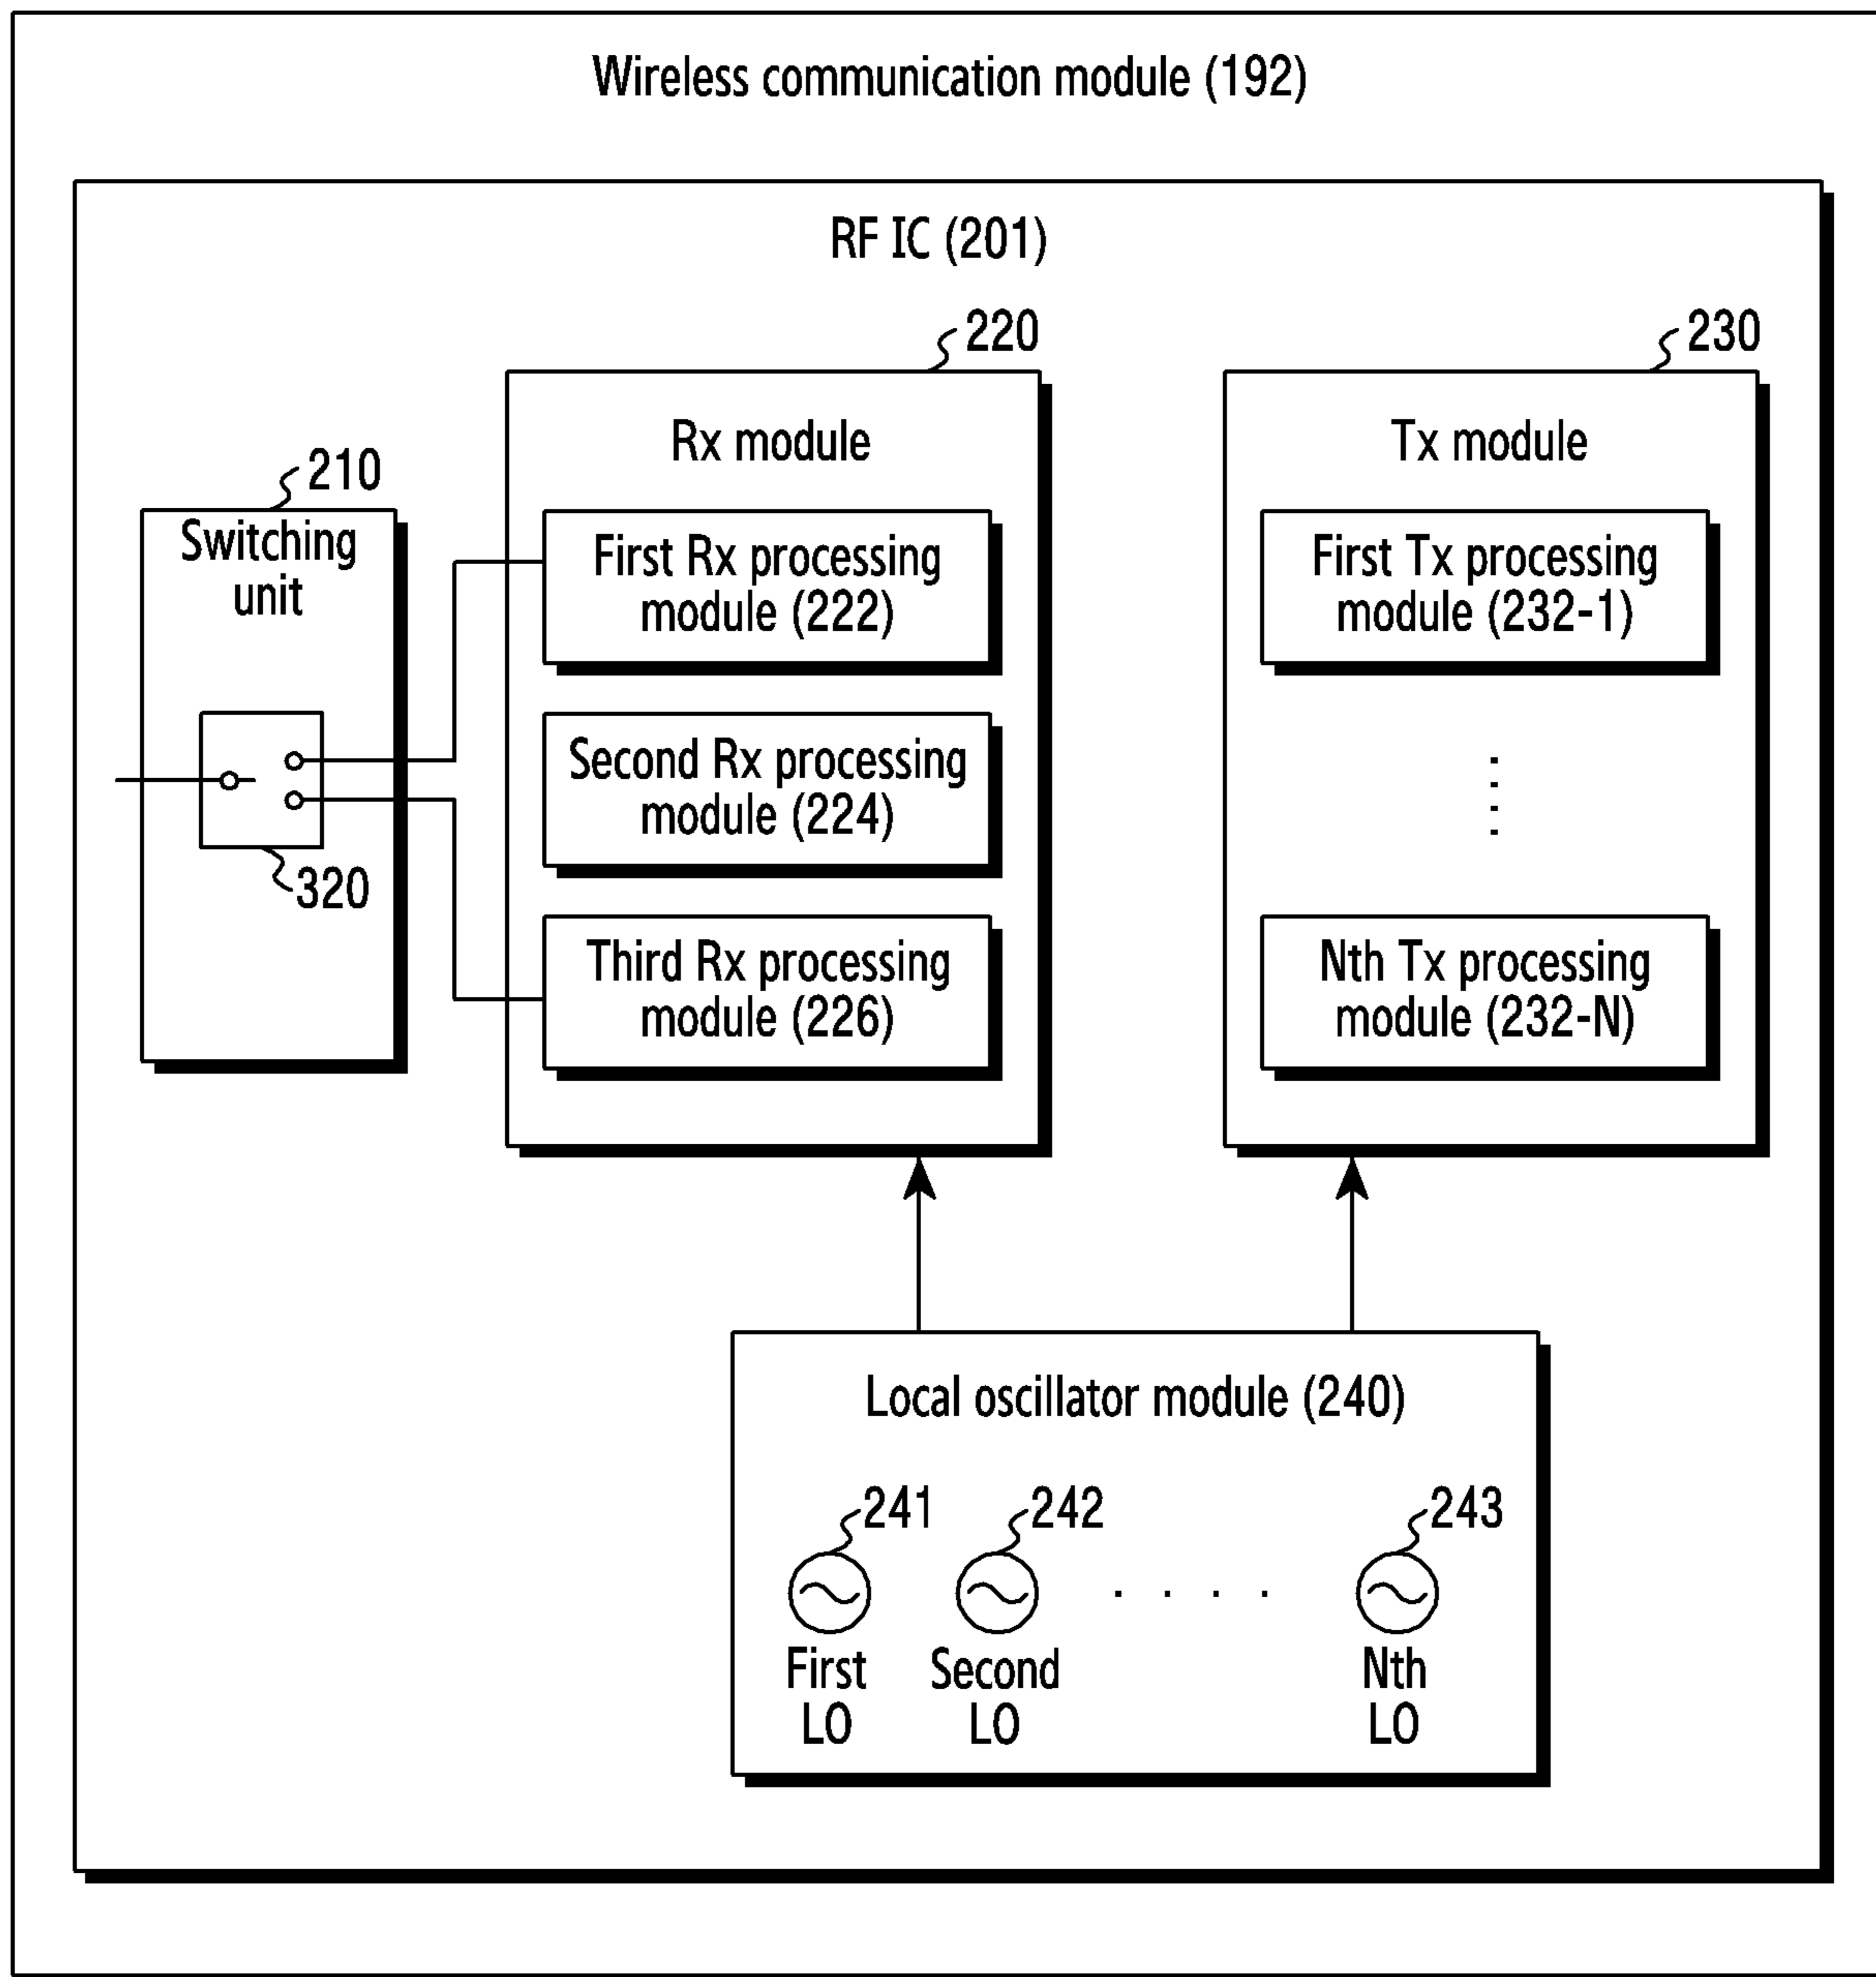 Wireless communication module (192)
RF IC (201)
210
Switching
unit
320
220
Rx module
First Rx processing
module (222)
Second Rx processing
module (224)
Third Rx processing
module (226)
230
Tx module
First Tx processing
module (232-1)
Nth Tx processing
module (232-N)
Local oscillator module (240)
241
First
LO
242
Second
LO
243
Nth
LO